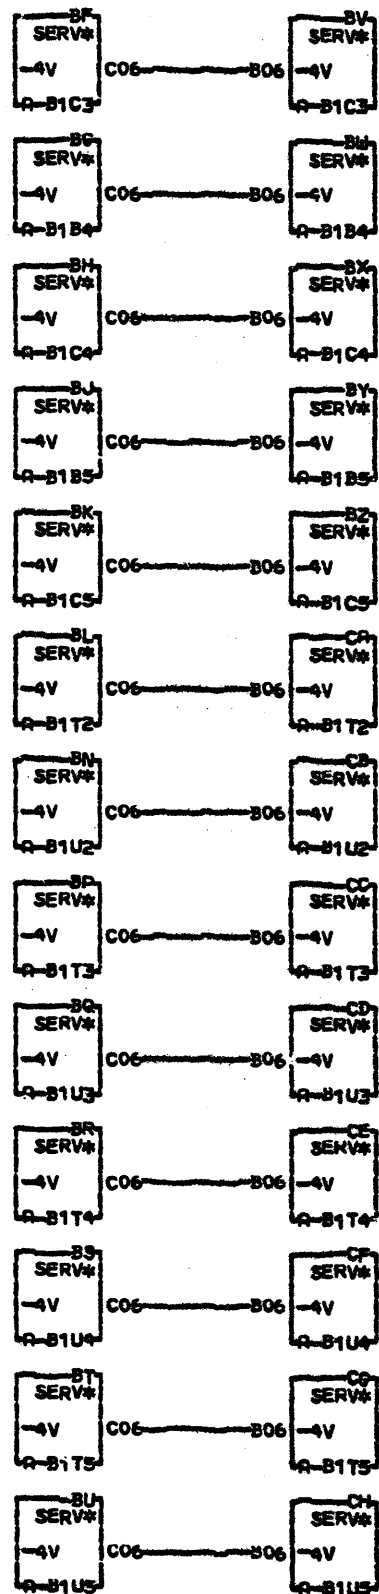 BF BV
SERV* SERV*
-4V C06 B06 -4V
A-B1C3 A-B1C3
BG BW
SERV* SERV*
-4V C06 B06 -4V
A-B1B4 A-B1B4
BH BX
SERV* SERV*
-4V C06 B06 -4V
A-B1C4 A-B1C4
BJ BY
SERV* SERV*
-4V C06 B06 -4V
A-B1B5 A-B1B5
BK BZ
SERV* SERV*
-4V C06 B06 -4V
A-B1C5 A-B1C5
BL CA
SERV* SERV*
-4V C06 B06 -4V
A-B1T2 A-B1T2
BN CB
SERV* SERV*
-4V C06 B06 -4V
A-B1U2 A-B1U2
BP CC
SERV* SERV*
-4V C06 B06 -4V
A-B1T3 A-B1T3
BQ CD
SERV* SERV*
-4V C06 B06 -4V
A-B1U3 A-B1U3
BR CE
SERV* SERV*
-4V C06 B06 -4V
A-B1T4 A-B1T4
BS CF
SERV* SERV*
-4V C06 B06 -4V
A-B1U4 A-B1U4
BT CG
SERV* SERV*
-4V C06 B06 -4V
A-B1T5 A-B1T5
BU CH
SERV* SERV*
-4V C06 B06 -4V
A-B1U5 A-B1U5